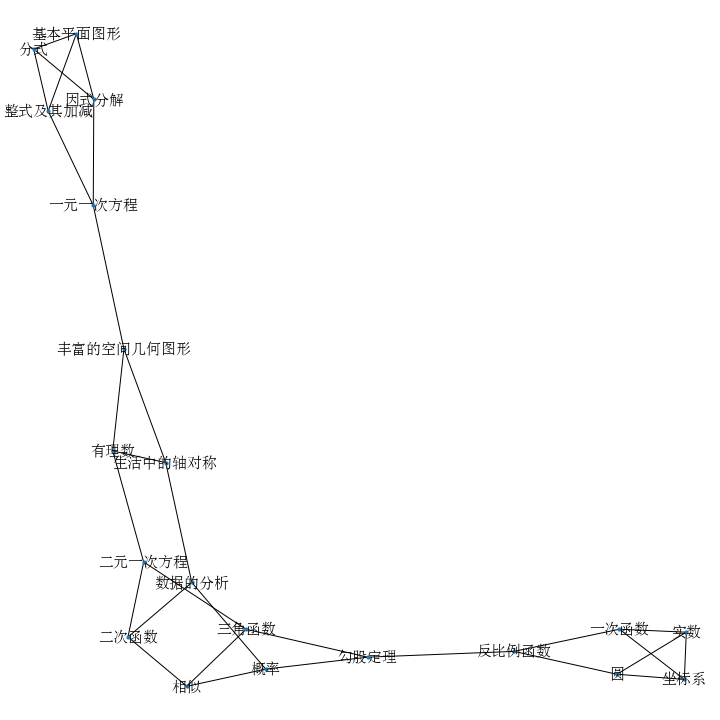 基本平面图形
分式
因式分解
整式及其加减
一元一次方程
丰富的空间几何图形
有理数
生活中的轴对称
二元一次方程
数据的分析
三角函数
一次函数
实数
二次函数
反比例函数
勾股定理
概率
圆
坐标系
相似